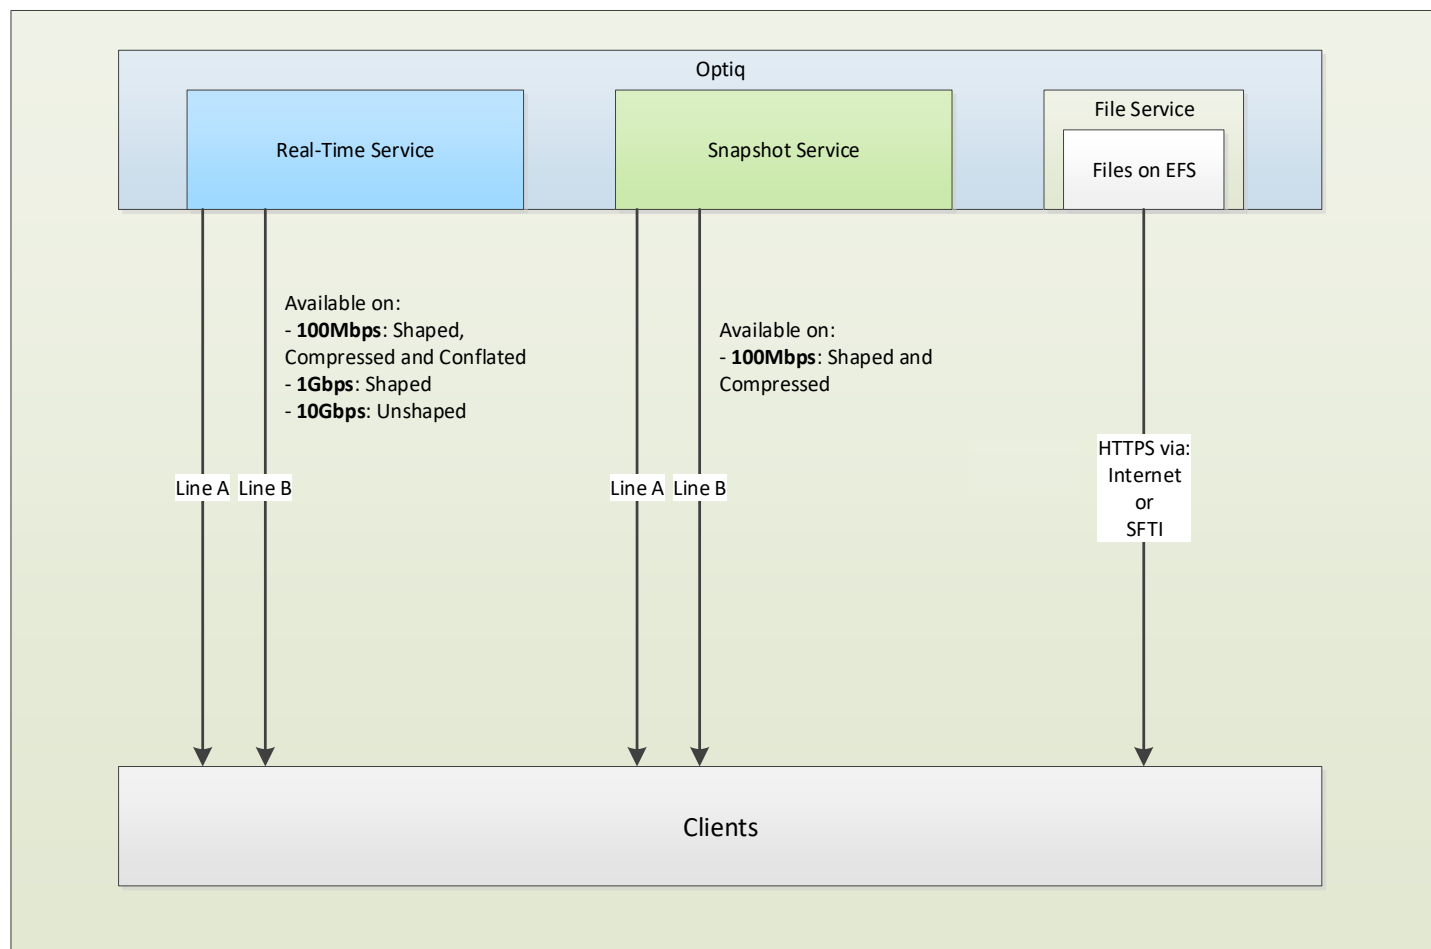 Optiq
Real-Time Service
Snapshot Service
File Service
Files on EFS
Available on:
- 100Mbps: Shaped,
Compressed and Conflated
- 1Gbps: Shaped
- 10Gbps: Unshaped
Available on:
- 100Mbps: Shaped and
Compressed
Line A
Line B
Line A
Line B
HTTPS via:
Internet
or
SFTI
Clients